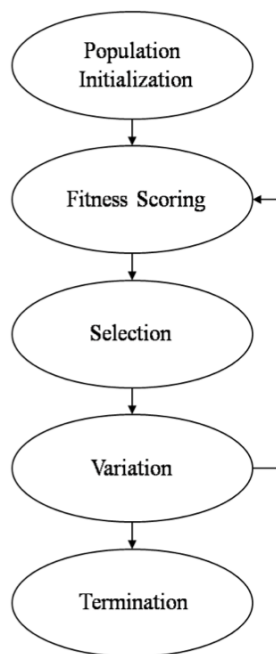 Population
Initialization
Fitness Scoring
Selection
Variation
Termination